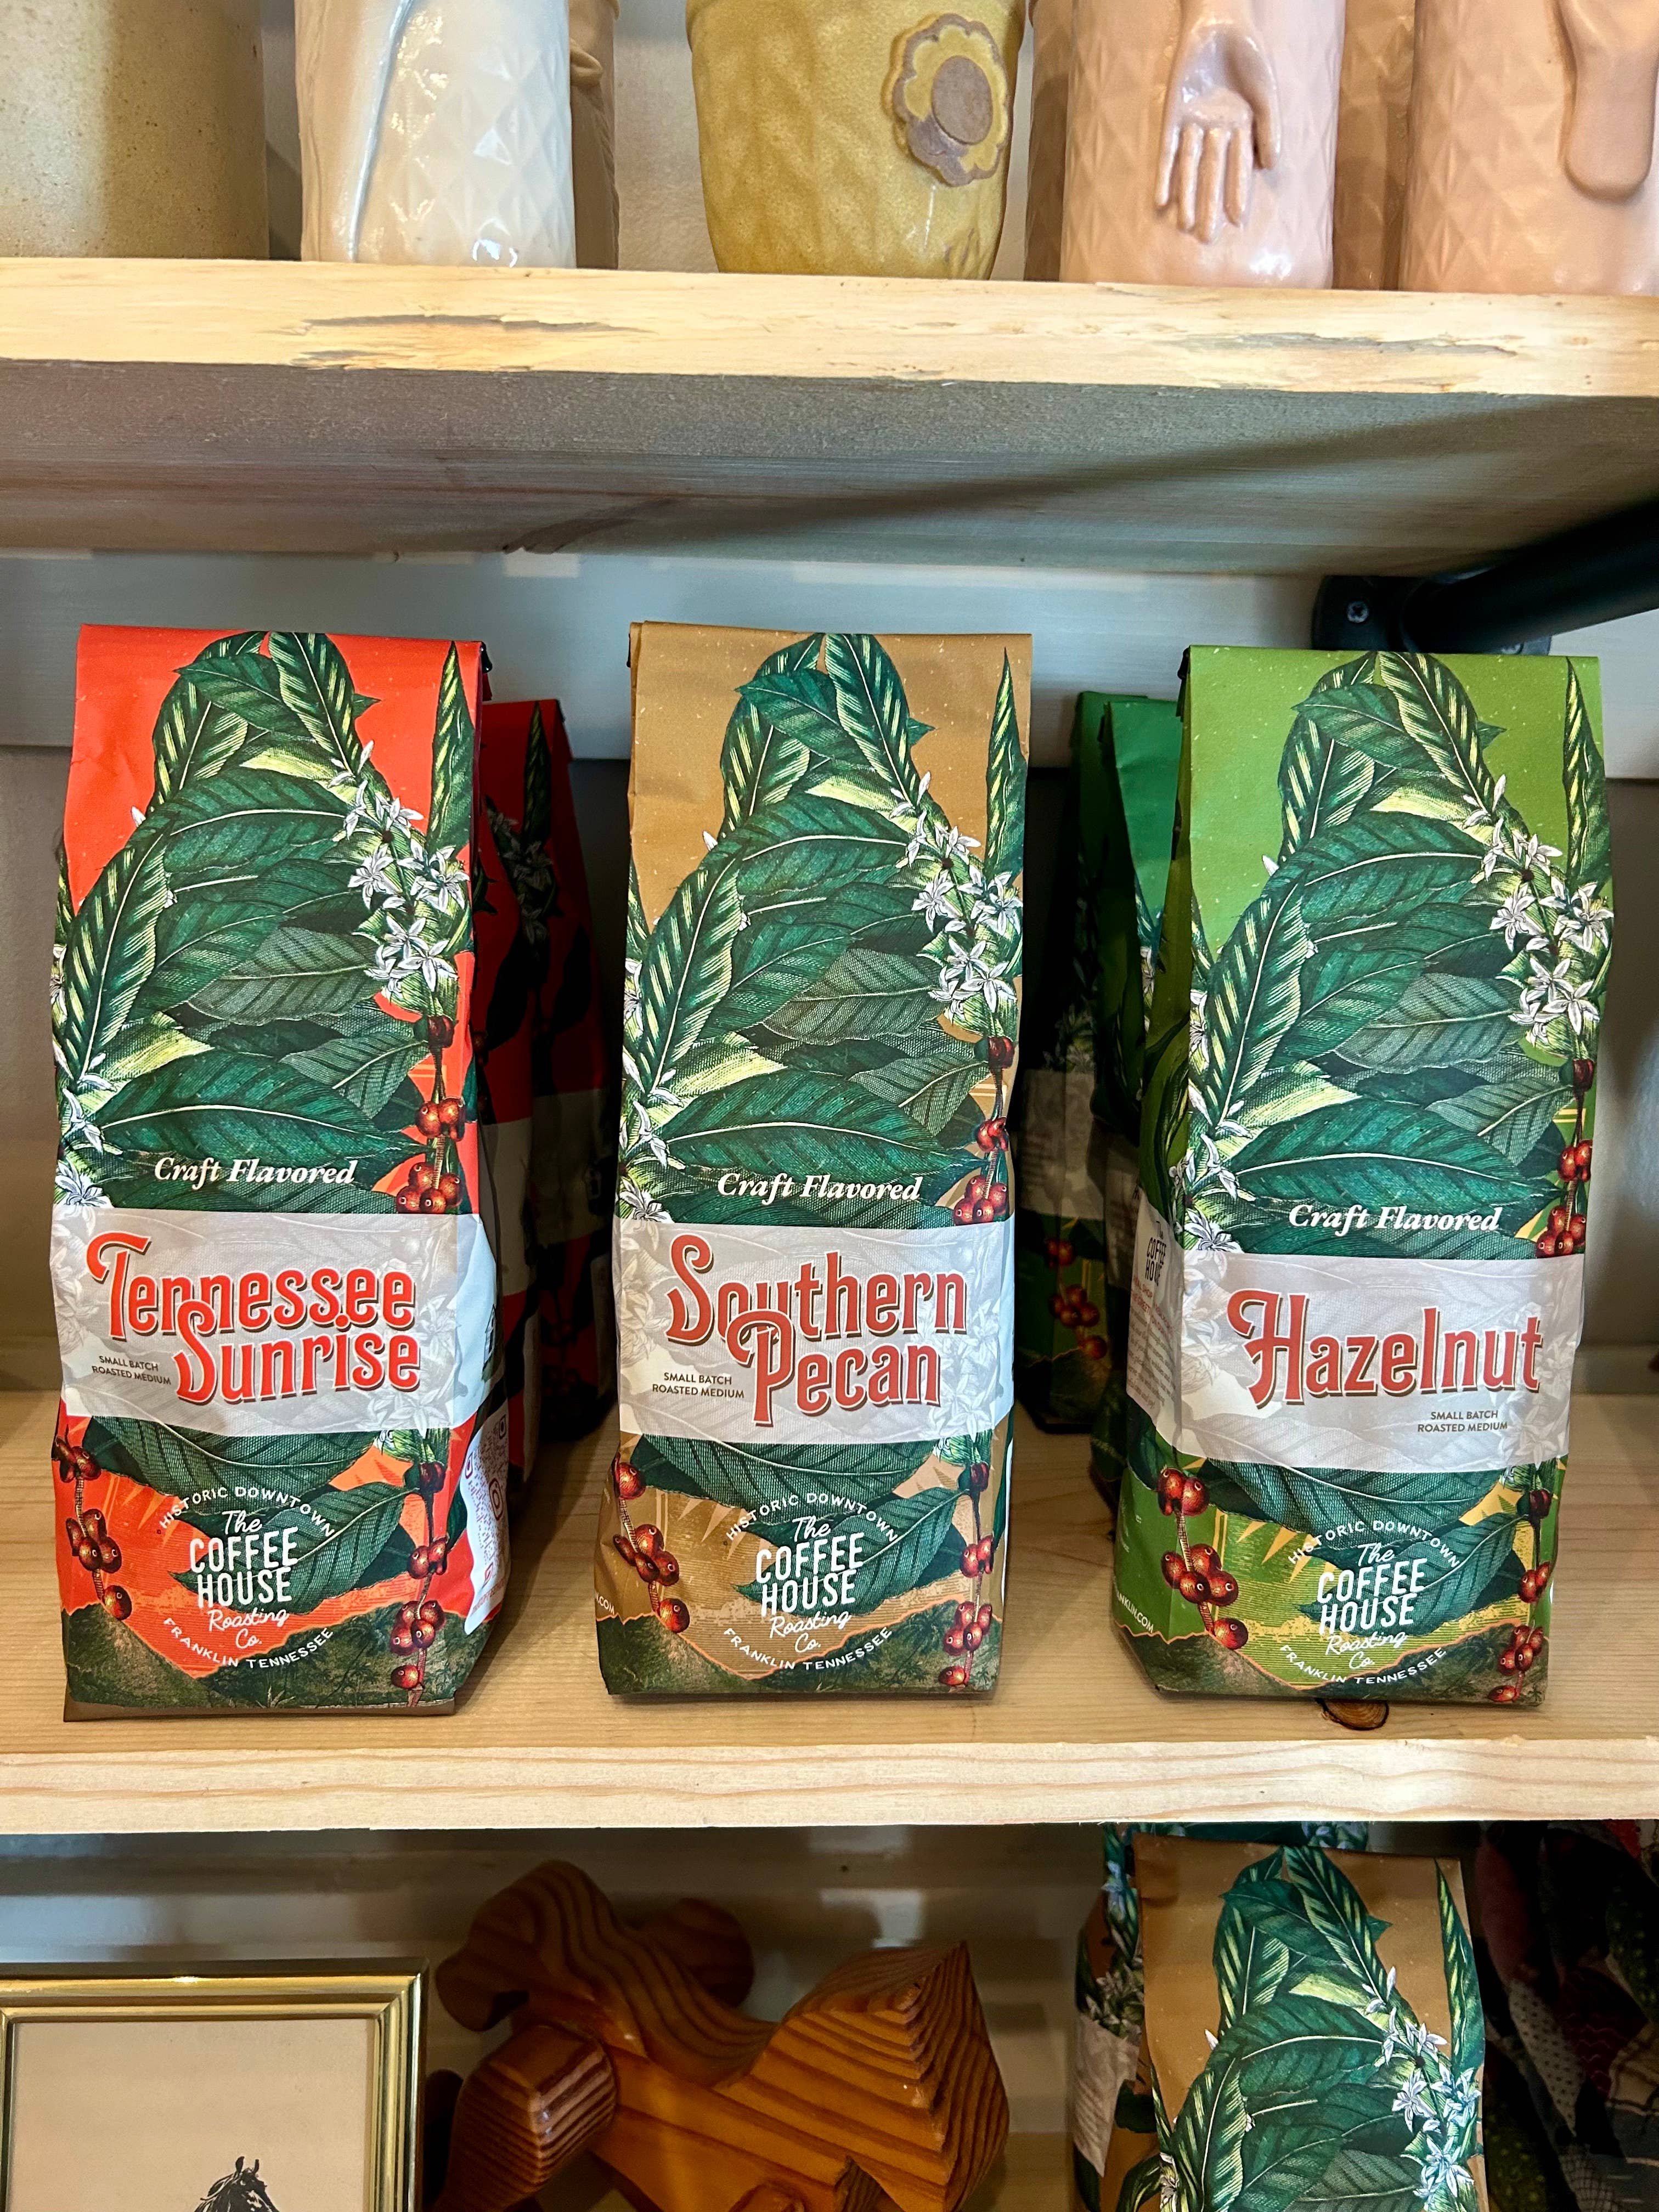 Craft Flavored
Tennessee
Sunrise
SMALL BATCH
ROASTED MEDIUM
HISTORIC DOWNTOWN
The
COFFEE
HOUSE
Roasting
Co.
FRANKLIN TENNESSEE
Craft Flavored
Southern
Pecan
SMALL BATCH
ROASTED MEDIUM
HISTORIC DOWNTOWN
The
COFFEE
HOUSE
Roasting
Co.
FRANKLIN TENNESSEE
Craft Flavored
Hazelnut
SMALL BATCH
ROASTED MEDIUM
HISTORIC DOWNTOWN
The
COFFEE
HOUSE
Roasting
Co.
FRANKLIN TENNESSEE